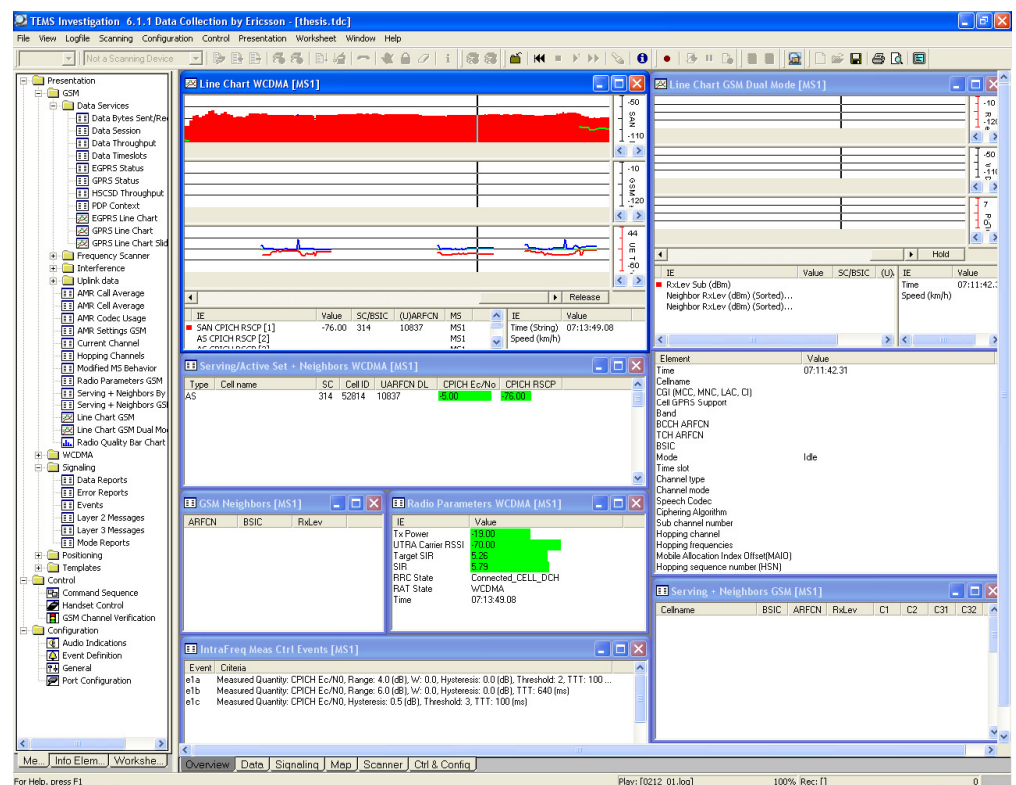 TEMS Investigation 6.1.1 Data Collection by Ericsson - [thesis.tdc]
File View Logfile Scanning Configuration Control Presentation Worksheet Window Help
Not a Scanning Device
Presentation
GSM
Data Services
Data Bytes Sent/Re
Data Session
Data Throughput
Data Timeslots
EGPRS Status
GPRS Status
HSCSD Throughput
PDP Context
EGPRS Line Chart
GPRS Line Chart
GPRS Line Chart Slid
Frequency Scanner
Interference
Uplink data
AMR Call Average
AMR Cell Average
AMR Codec Usage
AMR Settings GSM
Current Channel
Hopping Channels
Modified MS Behavior
Radio Parameters GSM
Serving + Neighbors By
Serving + Neighbors GS
Line Chart GSM
Line Chart GSM Dual Mo
Radio Quality Bar Chart
WCDMA
Signaling
Data Reports
Error Reports
Events
Layer 2 Messages
Layer 3 Messages
Mode Reports
Positioning
Templates
Control
Command Sequence
Handset Control
GSM Channel Verification
Configuration
Audio Indications
Event Definition
General
Port Configuration
Me... Info Elem... Workshe...
Line Chart WCDMA [MS1]
-50
SAN
-110
-10
GSM
-120
44
UE T
-60
Release
IE Value SC/BSIC (U)ARFCN MS
SAN CPICH RSCP [1] -76.00 314 10837 MS1
AS CPICH RSCP [2] MS1
IE Value
Time (String) 07:13:49.08
Speed (km/h)
Serving/Active Set + Neighbors WCDMA [MS1]
Type Cell name SC Cell ID UARFCN DL CPICH Ec/No CPICH RSCP
AS 314 52814 10837 -5.00 -76.00
GSM Neighbors [MS1]
ARFCN BSIC RxLev
Radio Parameters WCDMA [MS1]
IE Value
Tx Power -19.00
UTRA Carrier RSSI -70.00
Target SIR 5.26
SIR 5.79
RRC State Connected_CELL_DCH
RAT State WCDMA
Time 07:13:49.08
IntraFreq Meas Ctrl Events [MS1]
Event Criteria
e1a Measured Quantity: CPICH Ec/N0, Range: 4.0 (dB), W: 0.0, Hysteresis: 0.0 (dB), Threshold: 2, TTT: 100 ...
e1b Measured Quantity: CPICH Ec/N0, Range: 6.0 (dB), W: 0.0, Hysteresis: 0.0 (dB), TTT: 640 (ms)
e1c Measured Quantity: CPICH Ec/N0, Hysteresis: 0.5 (dB), Threshold: 3, TTT: 100 (ms)
Overview Data Signaling Map Scanner Ctrl & Config
Line Chart GSM Dual Mode [MS1]
-10
-120
-50
-110
7
Hold
IE Value SC/BSIC (U).
RxLev Sub (dBm)
Neighbor RxLev (dBm) (Sorted)...
Neighbor RxLev (dBm) (Sorted)...
IE Value
Time 07:11:42.
Speed (km/h)
Element Value
Time 07:11:42.31
Cellname
CGI (MCC, MNC, LAC, CI)
Cell GPRS Support
Band
BCCH ARFCN
TCH ARFCN
BSIC
Mode Idle
Time slot
Channel type
Channel mode
Speech Codec
Ciphering Algorithm
Sub channel number
Hopping channel
Hopping frequencies
Mobile Allocation Index Offset(MAIO)
Hopping sequence number (HSN)
Serving + Neighbors GSM [MS1]
Cellname BSIC ARFCN RxLev C1 C2 C31 C32
For Help, press F1
Play: [0212_01.log] 100% Rec: [] 0